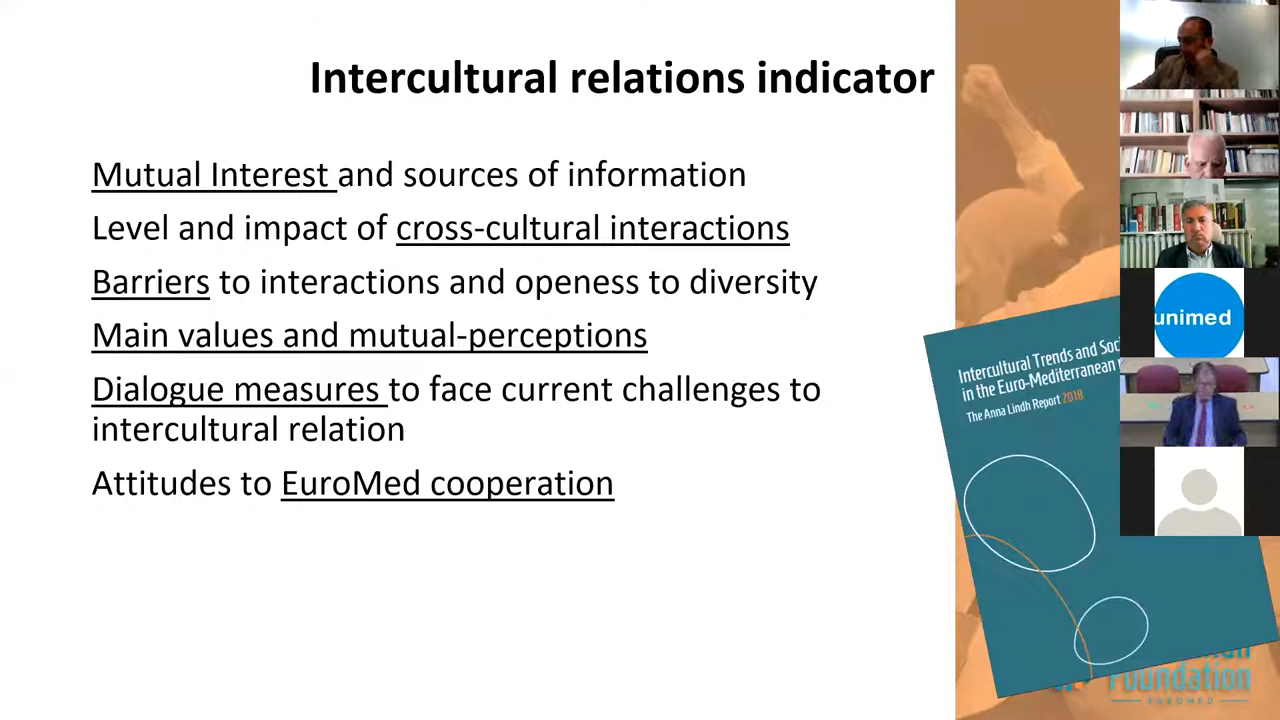 Intercultural relations indicator
Mutual Interest and sources of information
Level and impact of cross-cultural interactions
Barriers to interactions and openess to diversity
Main values and mutual-perceptions
Dialogue measures to face current challenges to
intercultural relation
Attitudes to EuroMed cooperation
unimed
Intercultural Trends and
in the Euro-Mediterranean
The Anna Lindh Report 2018
Foundation
EUROMED